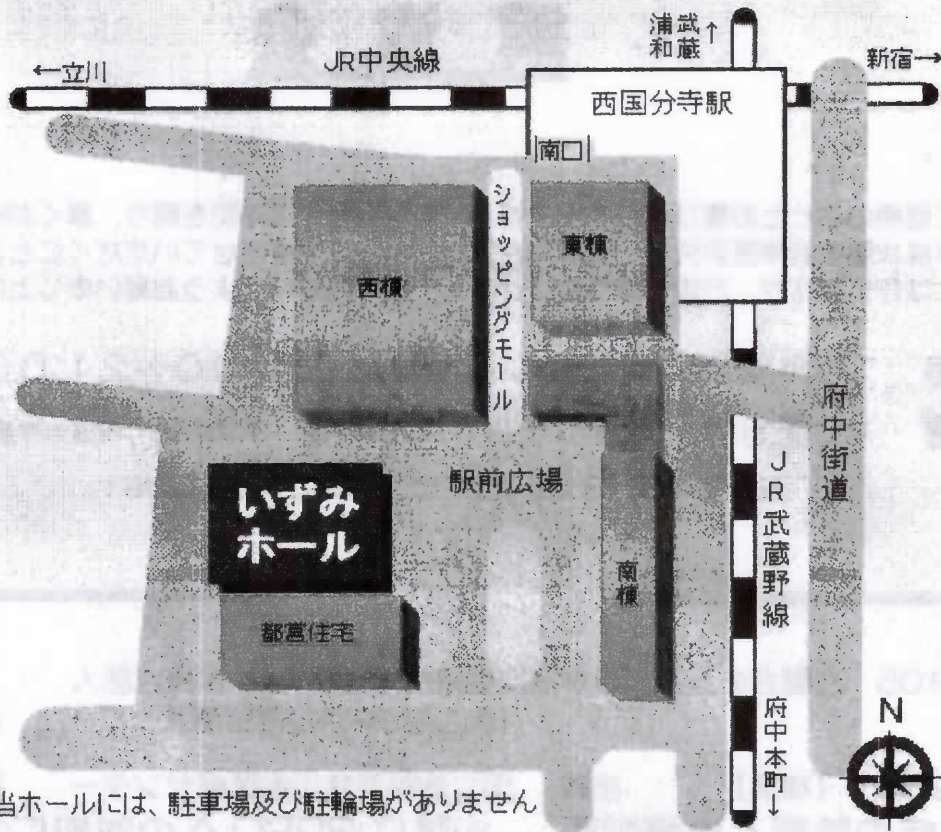 武蔵
浦和
↑
←立川
JR中央線
新宿→
西国分寺駅
|南口|
ショッピングモール
東棟
西棟
府中街道
JR武蔵野線
駅前広場
いずみ
ホール
南棟
都営住宅
府中本町↓
N
当ホールには、駐車場及び駐輪場がありません